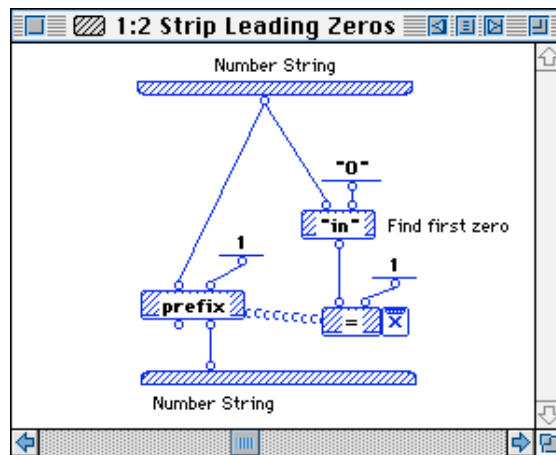 1:2 Strip Leading Zeros
Number String
"0"
"in"
Find first zero
1
1
prefix
=
Number String